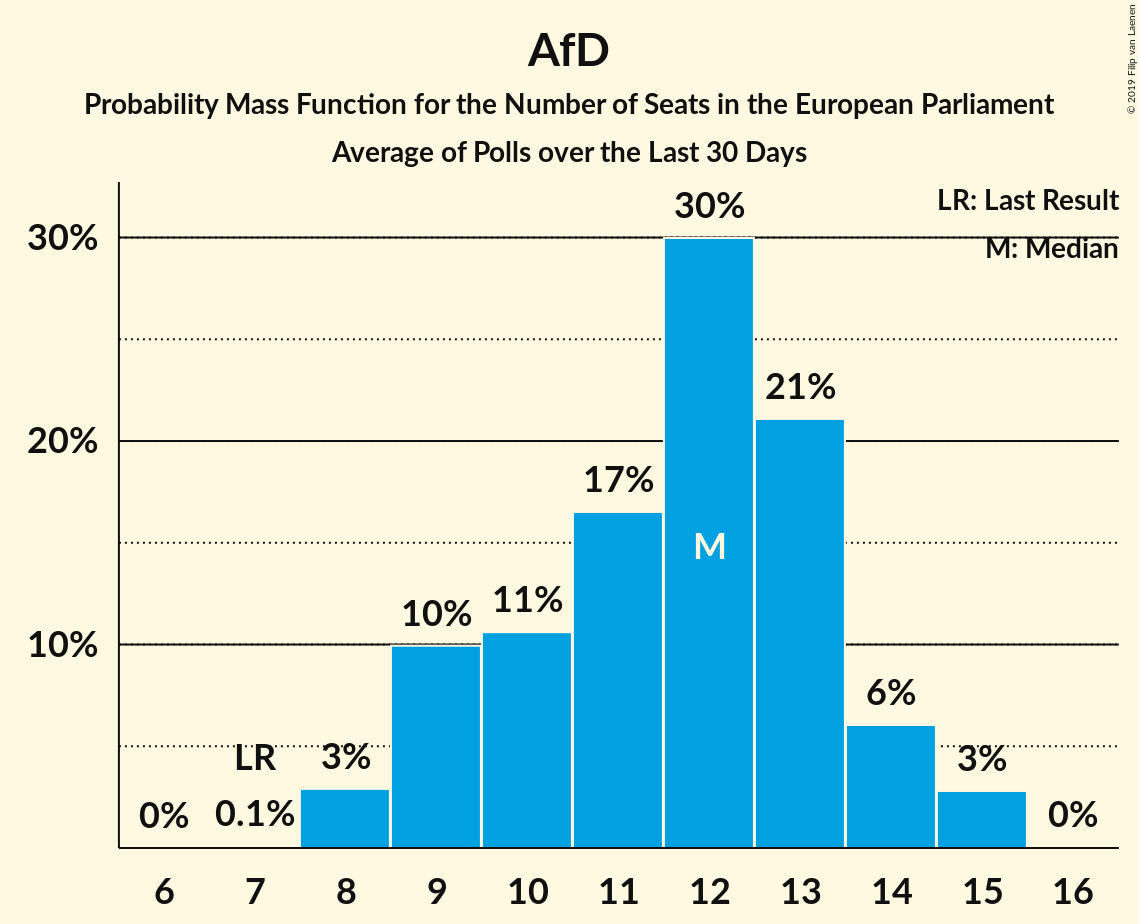 © 2019 Filip van Laenen
AfD
Probability Mass Function for the Number of Seats in the European Parliament
Average of Polls over the Last 30 Days
LR: Last Result
M: Median
30%
20%
10%
0%
LR
0.1%
3%
10%
11%
17%
30%
M
21%
6%
3%
0%
6 7 8 9 10 11 12 13 14 15 16